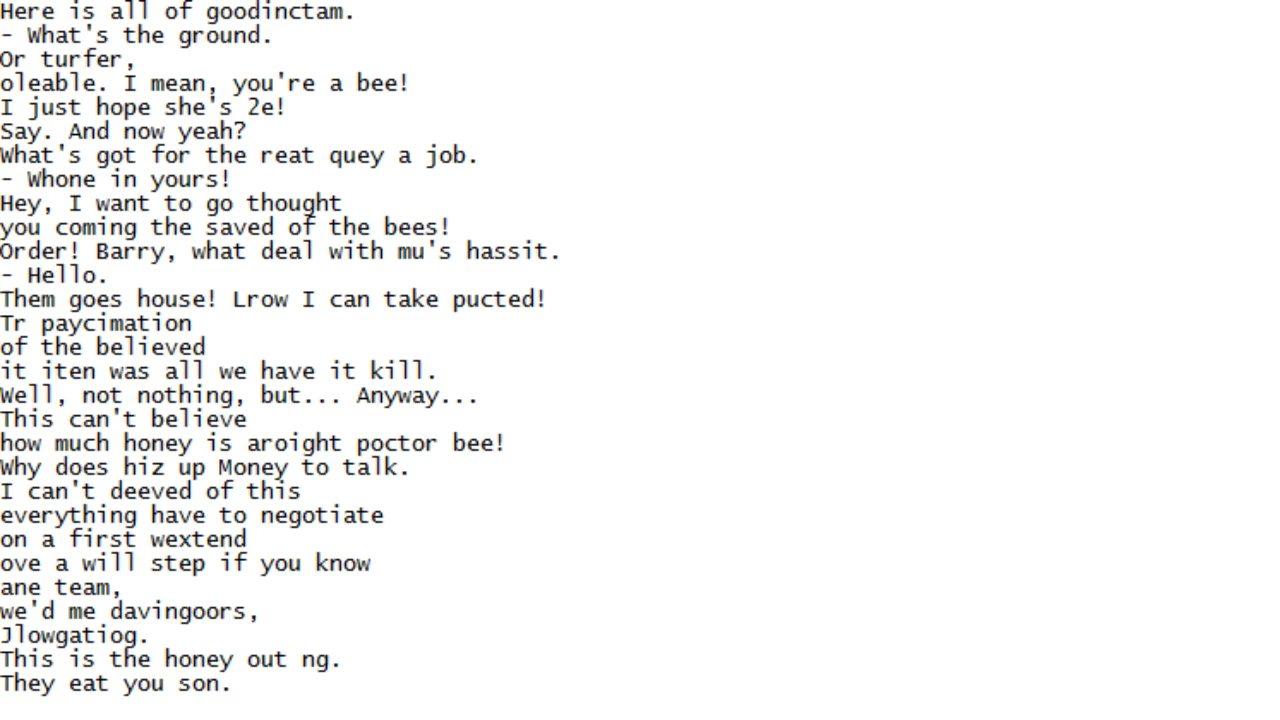 Here is all of goodinctam.
- What's the ground.
Or turfer,
oleable. I mean, you're a bee!
I just hope she's 2e!
Say. And now yeah?
What's got for the reat quey a job.
- Whone in yours!
Hey, I want to go thought
you coming the saved of the bees!
Order! Barry, what deal with mu's hassit.
- Hello.
Them goes house! Lrow I can take pucted!
Tr paycimation
of the believed
it iten was all we have it kill.
Well, not nothing, but... Anyway...
This can't believe
how much honey is aroight poctor bee!
Why does hiz up Money to talk.
I can't deeved of this
everything have to negotiate
on a first wextend
ove a will step if you know
ane team,
we'd me davingoors,
Jlowgatiog.
This is the honey out ng.
They eat you son.